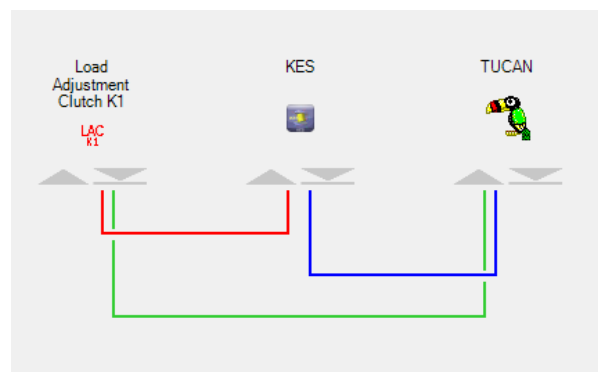 Load
Adjustment
Clutch K1
LAC
K1
KES
TUCAN